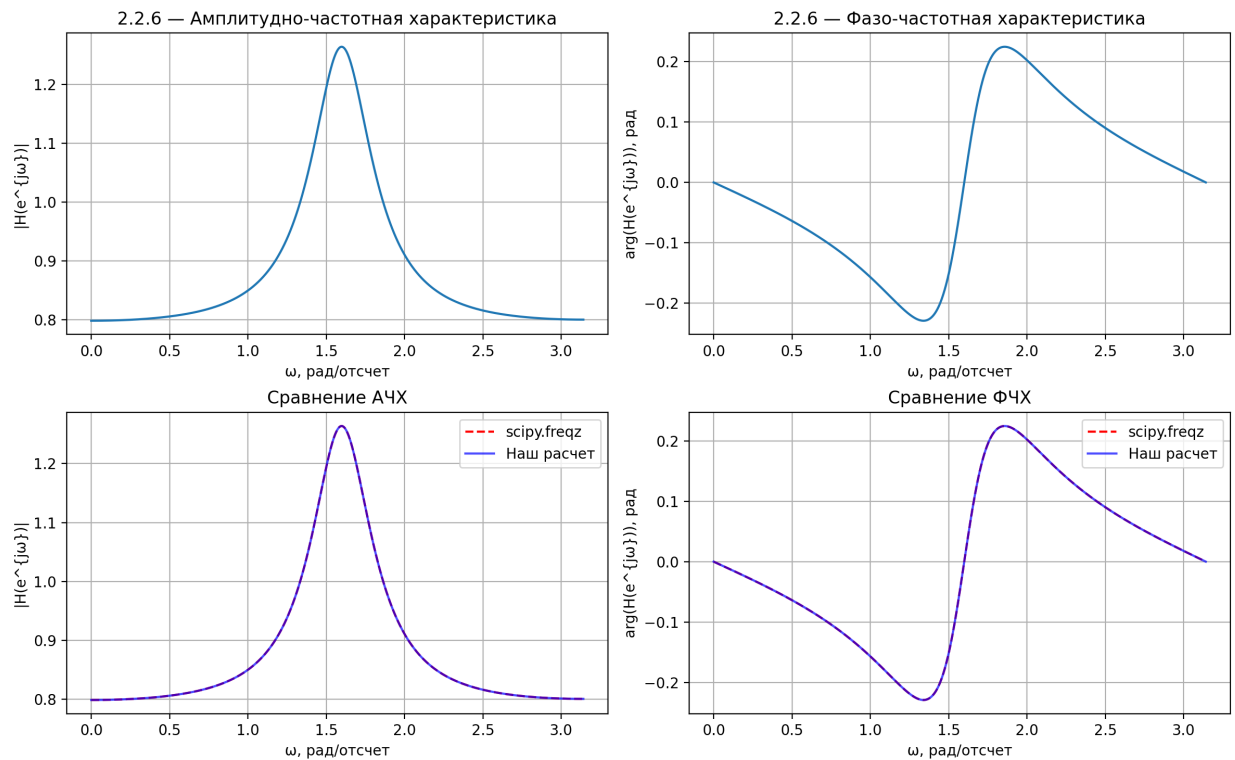 2.2.6 — Амплитудно-частотная характеристика
|H(e^{jω})|
1.2
1.1
1.0
0.9
0.8
0.0 0.5 1.0 1.5 2.0 2.5 3.0
ω, рад/отсчет
2.2.6 — Фазо-частотная характеристика
arg(H(e^{jω})), рад
0.2
0.1
0.0
−0.1
−0.2
0.0 0.5 1.0 1.5 2.0 2.5 3.0
ω, рад/отсчет
Сравнение АЧХ
|H(e^{jω})|
scipy.freqz
Наш расчет
1.2
1.1
1.0
0.9
0.8
0.0 0.5 1.0 1.5 2.0 2.5 3.0
ω, рад/отсчет
Сравнение ФЧХ
arg(H(e^{jω})), рад
scipy.freqz
Наш расчет
0.2
0.1
0.0
−0.1
−0.2
0.0 0.5 1.0 1.5 2.0 2.5 3.0
ω, рад/отсчет